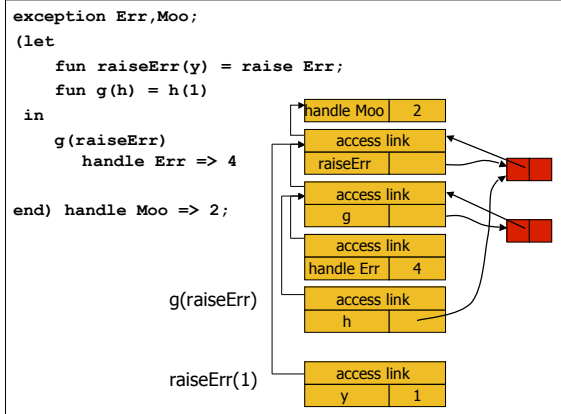 exception Err,Moo;
(let
fun raiseErr(y) = raise Err;
fun g(h) = h(1)
in
g(raiseErr)
handle Err => 4
end) handle Moo => 2;
handle Moo 2
access link
raiseErr
access link
g
access link
handle Err 4
g(raiseErr)
access link
h
raiseErr(1)
access link
y 1